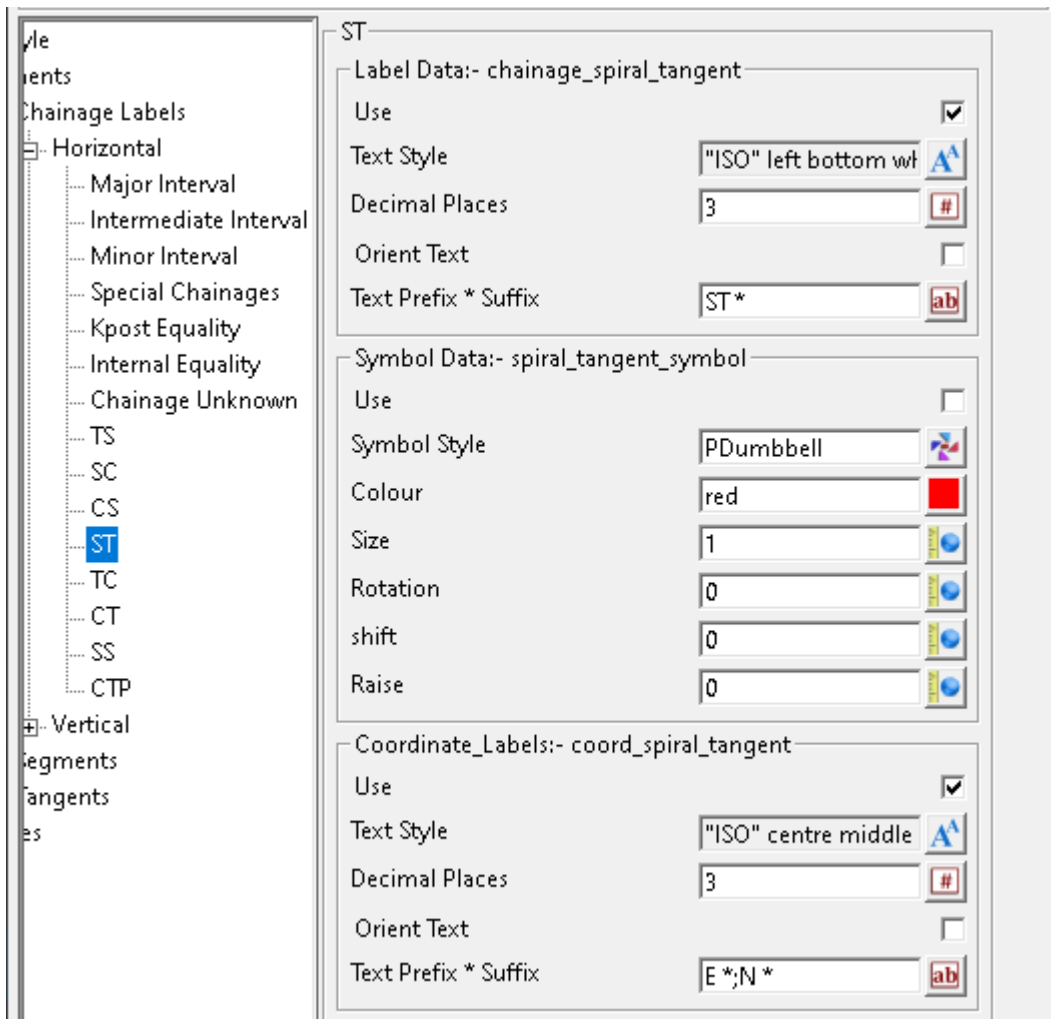 yle
ents
Chainage Labels
Horizontal
Major Interval
Intermediate Interval
Minor Interval
Special Chainages
Kpost Equality
Internal Equality
Chainage Unknown
TS
SC
CS
ST
TC
CT
SS
CTP
Vertical
Segments
Tangents
es
ST
Label Data:- chainage_spiral_tangent
Use
Text Style "ISO" left bottom wh
Decimal Places 3 #
Orient Text
Text Prefix * Suffix ST * ab
Symbol Data:- spiral_tangent_symbol
Use
Symbol Style PDumbbell
Colour red
Size 1
Rotation 0
shift 0
Raise 0
Coordinate_Labels:- coord_spiral_tangent
Use
Text Style "ISO" centre middle
Decimal Places 3 #
Orient Text
Text Prefix * Suffix E *;N * ab